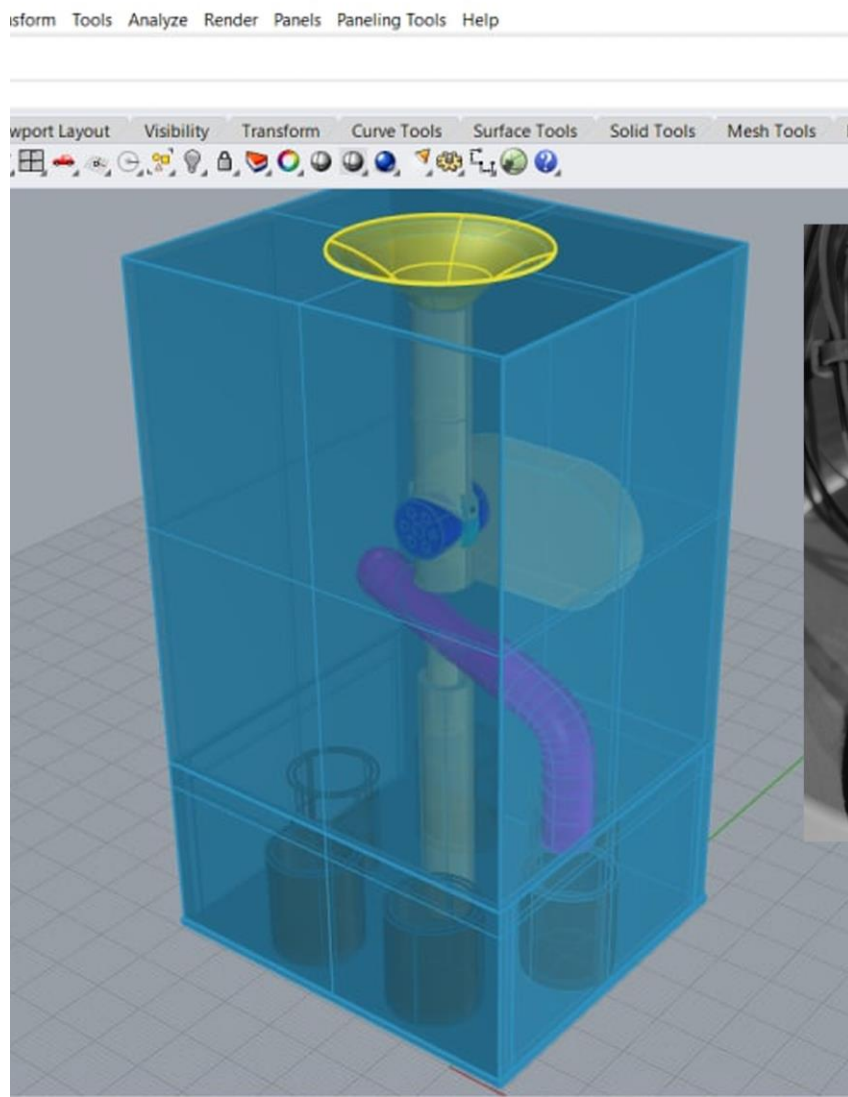 sform Tools Analyze Render Panels Paneling Tools Help
wport Layout Visibility Transform Curve Tools Surface Tools Solid Tools Mesh Tools